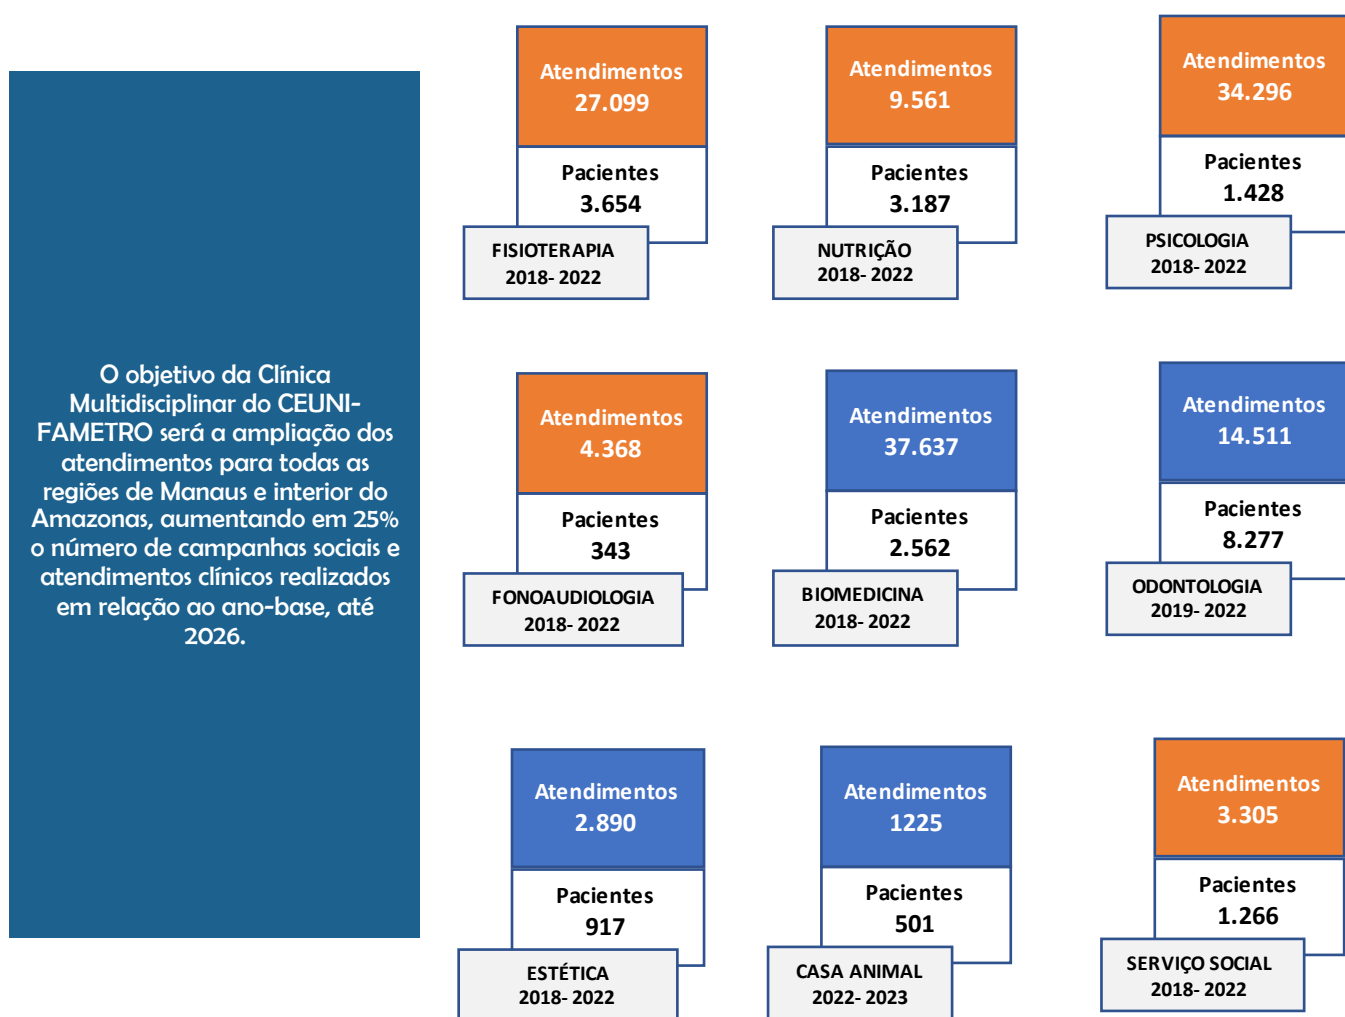 O objetivo da Clínica
Multidisciplinar do CEUNI-
FAMETRO será a ampliação dos
atendimentos para todas as
regiões de Manaus e interior do
Amazonas, aumentando em 25%
o número de campanhas sociais e
atendimentos clínicos realizados
em relação ao ano-base, até
2026.
Atendimentos
27.099
Pacientes
3.654
FISIOTERAPIA
2018- 2022
Atendimentos
9.561
Pacientes
3.187
NUTRIÇÃO
2018- 2022
Atendimentos
34.296
Pacientes
1.428
PSICOLOGIA
2018- 2022
Atendimentos
4.368
Pacientes
343
FONOAUDIOLOGIA
2018- 2022
Atendimentos
37.637
Pacientes
2.562
BIOMEDICINA
2018- 2022
Atendimentos
14.511
Pacientes
8.277
ODONTOLOGIA
2019- 2022
Atendimentos
2.890
Pacientes
917
ESTÉTICA
2018- 2022
Atendimentos
1225
Pacientes
501
CASA ANIMAL
2022- 2023
Atendimentos
3.305
Pacientes
1.266
SERVIÇO SOCIAL
2018- 2022